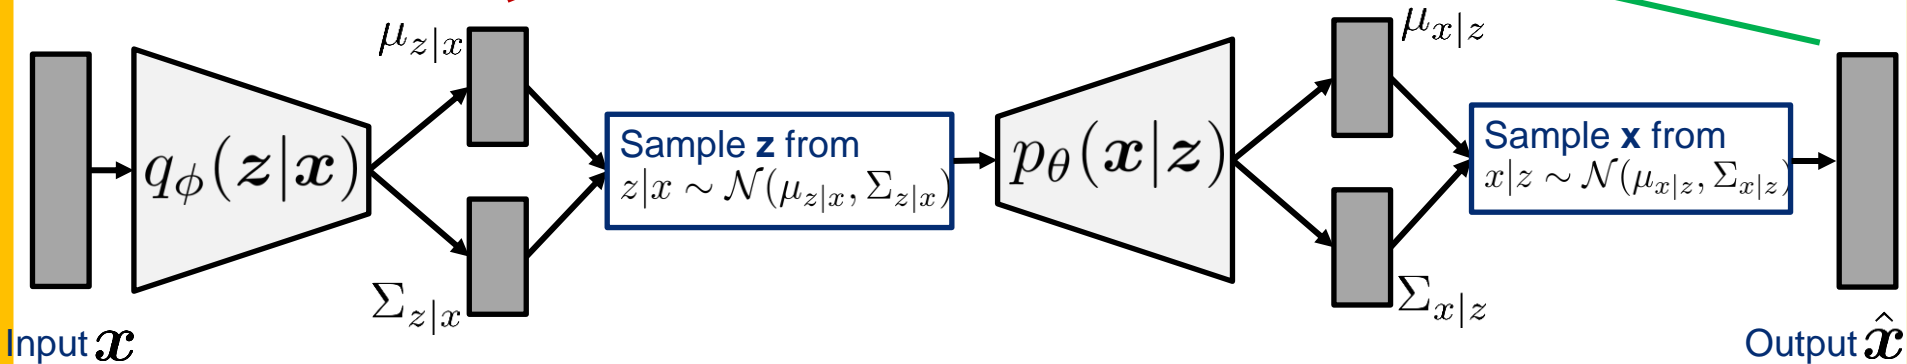 Input x
q_ϕ(z|x)
μ_{z|x}
Σ_{z|x}
Sample z from
z|x ∼ 𝒩(μ_{z|x}, Σ_{z|x})
p_θ(x|z)
μ_{x|z}
Σ_{x|z}
Sample x from
x|z ∼ 𝒩(μ_{x|z}, Σ_{x|z})
Output x̂